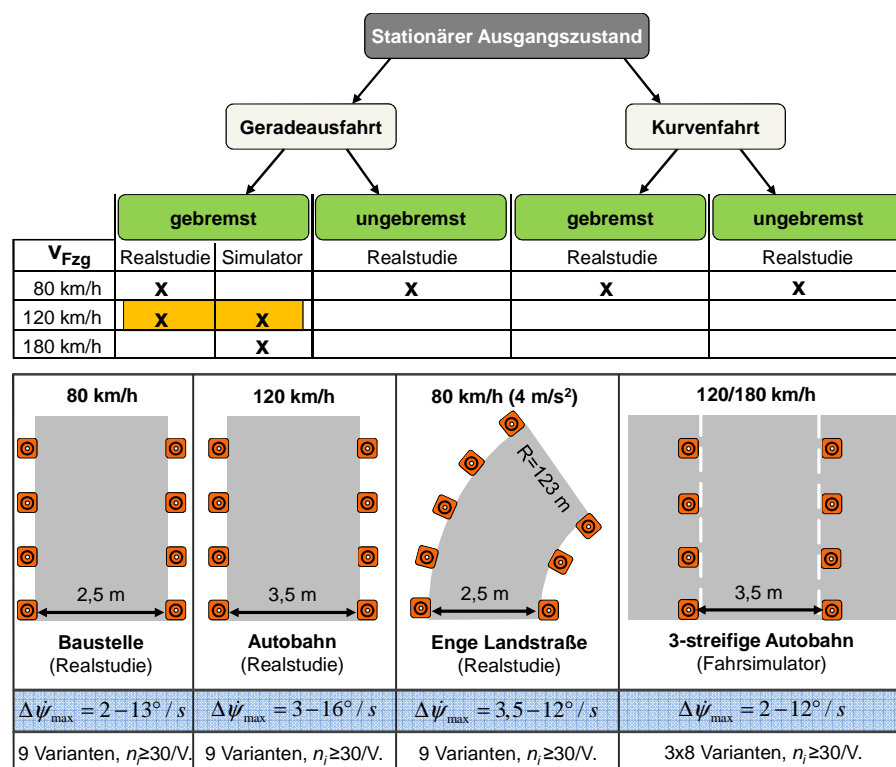 Stationärer Ausgangszustand
Geradeausfahrt Kurvenfahrt
gebremst ungebremst gebremst ungebremst
VFzg Realstudie Simulator Realstudie Realstudie Realstudie
80 km/h x x x x
120 km/h x x
180 km/h x
80 km/h 120 km/h 80 km/h (4 m/s²) 120/180 km/h
R=123 m
2,5 m 3,5 m 2,5 m 3,5 m
Baustelle Autobahn Enge Landstraße 3-streifige Autobahn
(Realstudie) (Realstudie) (Realstudie) (Fahrsimulator)
Δψ̇max = 2−13°/s Δψ̇max = 3−16°/s Δψ̇max = 3,5−12°/s Δψ̇max = 2−12°/s
9 Varianten, ni≥30/V. 9 Varianten, ni≥30/V. 9 Varianten, ni≥30/V. 3x8 Varianten, ni≥30/V.